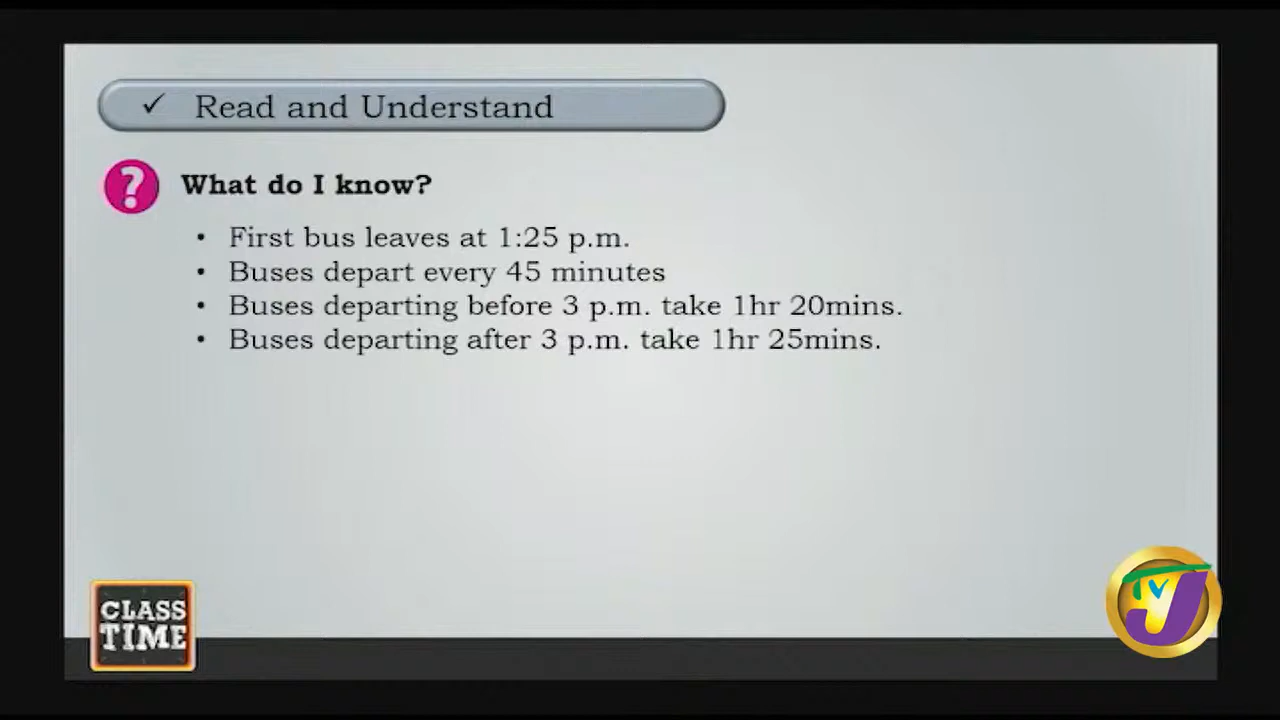 ✓ Read and Understand
? What do I know?
• First bus leaves at 1:25 p.m.
• Buses depart every 45 minutes
• Buses departing before 3 p.m. take 1hr 20mins.
• Buses departing after 3 p.m. take 1hr 25mins.
CLASS
TIME
TVJ